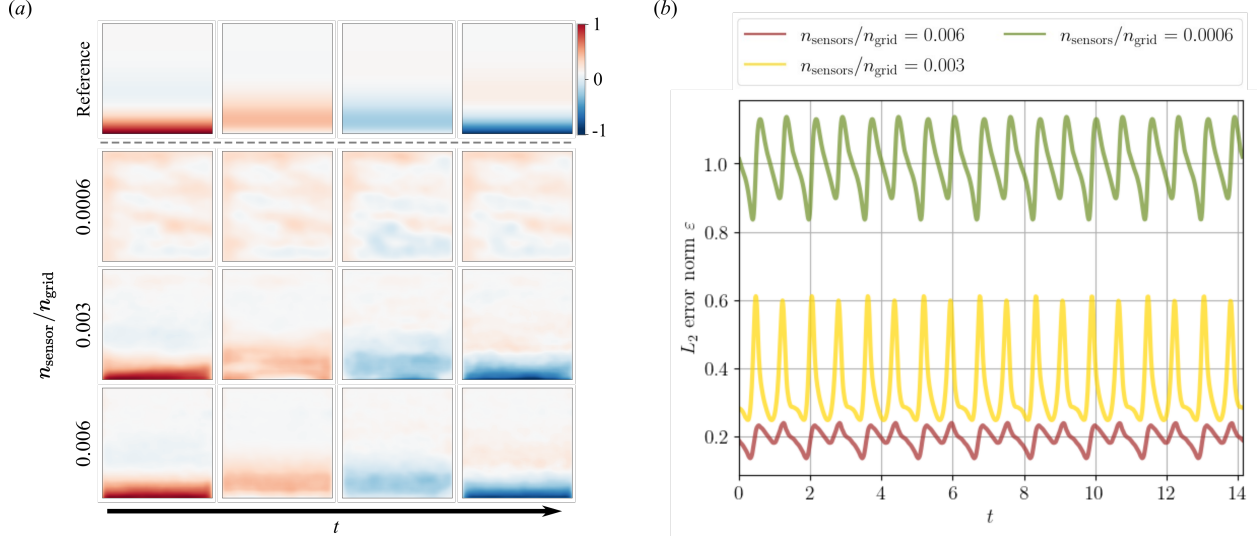 (a)
Reference
1
0
-1
0.0006
0.003
0.006
n_sensor/n_grid
t
(b)
n_sensors/n_grid = 0.006
n_sensors/n_grid = 0.0006
n_sensors/n_grid = 0.003
L_2 error norm ε
1.0
0.8
0.6
0.4
0.2
0 2 4 6 8 10 12 14
t